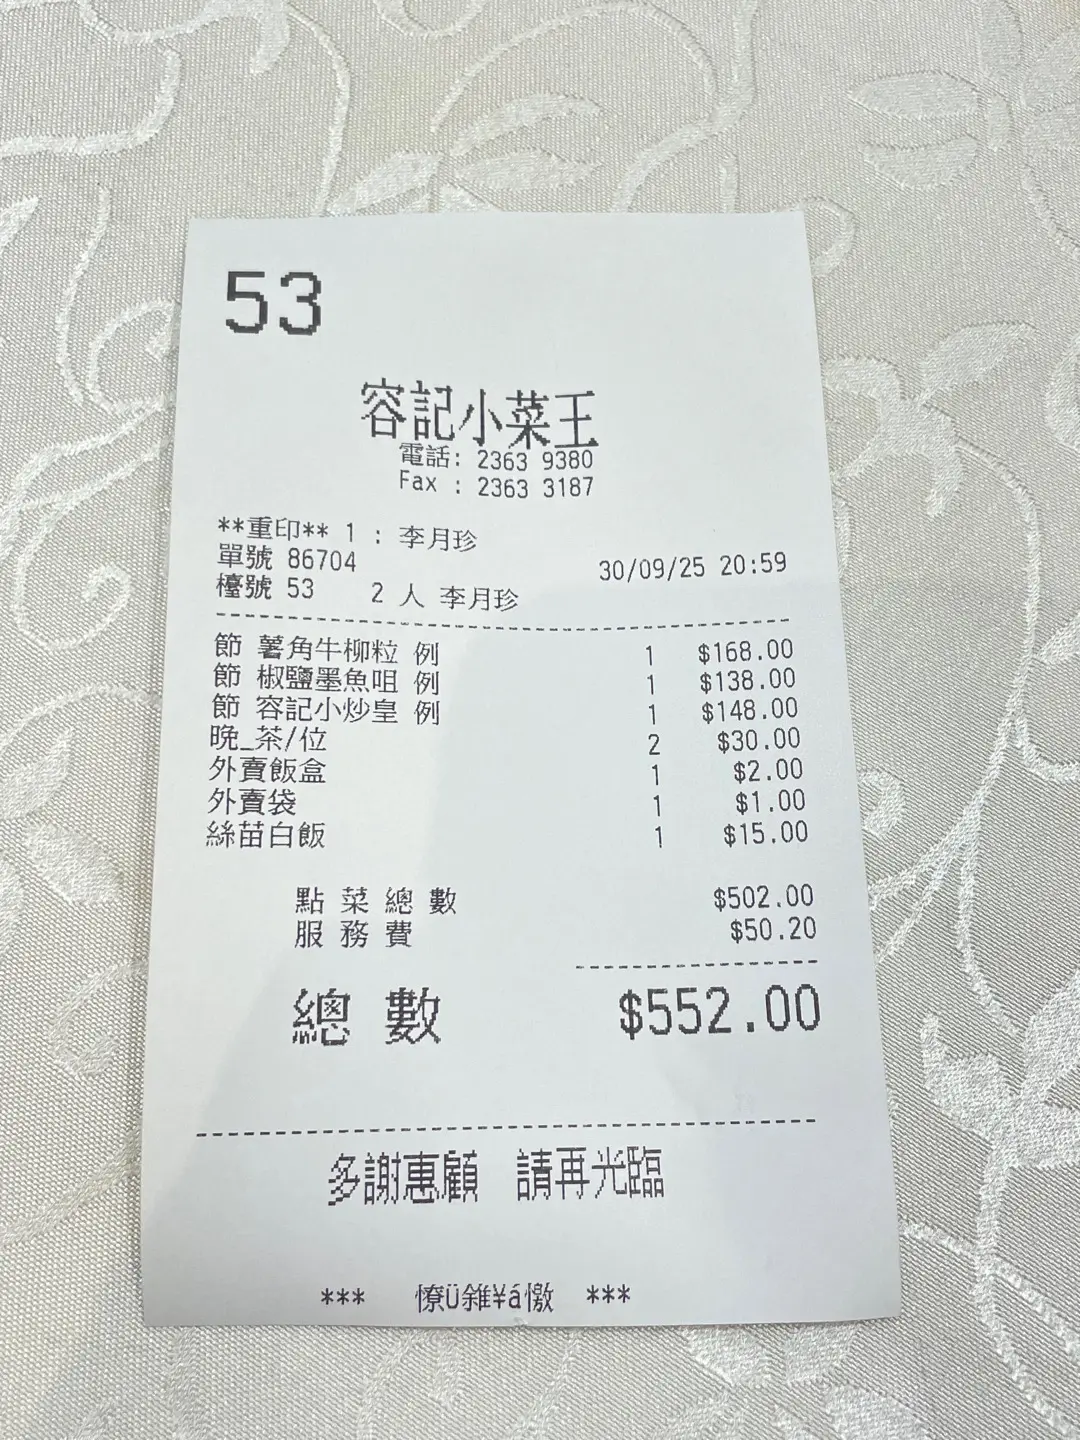 53
容記小菜王
電話: 2363 9380
Fax : 2363 3187
**重印** 1 : 李月珍
單號 86704 30/09/25 20:59
檯號 53 2 人 李月珍
節 薯角牛柳粒 例 1 $168.00
節 椒鹽墨魚咀 例 1 $138.00
節 容記小炒皇 例 1 $148.00
晚_茶/位 2 $30.00
外賣飯盒 1 $2.00
外賣袋 1 $1.00
絲苗白飯 1 $15.00
點 菜 總 數 $502.00
服 務 費 $50.20
總 數 $552.00
多謝惠顧 請再光臨
*** 憭Ü雜¥á憿 ***